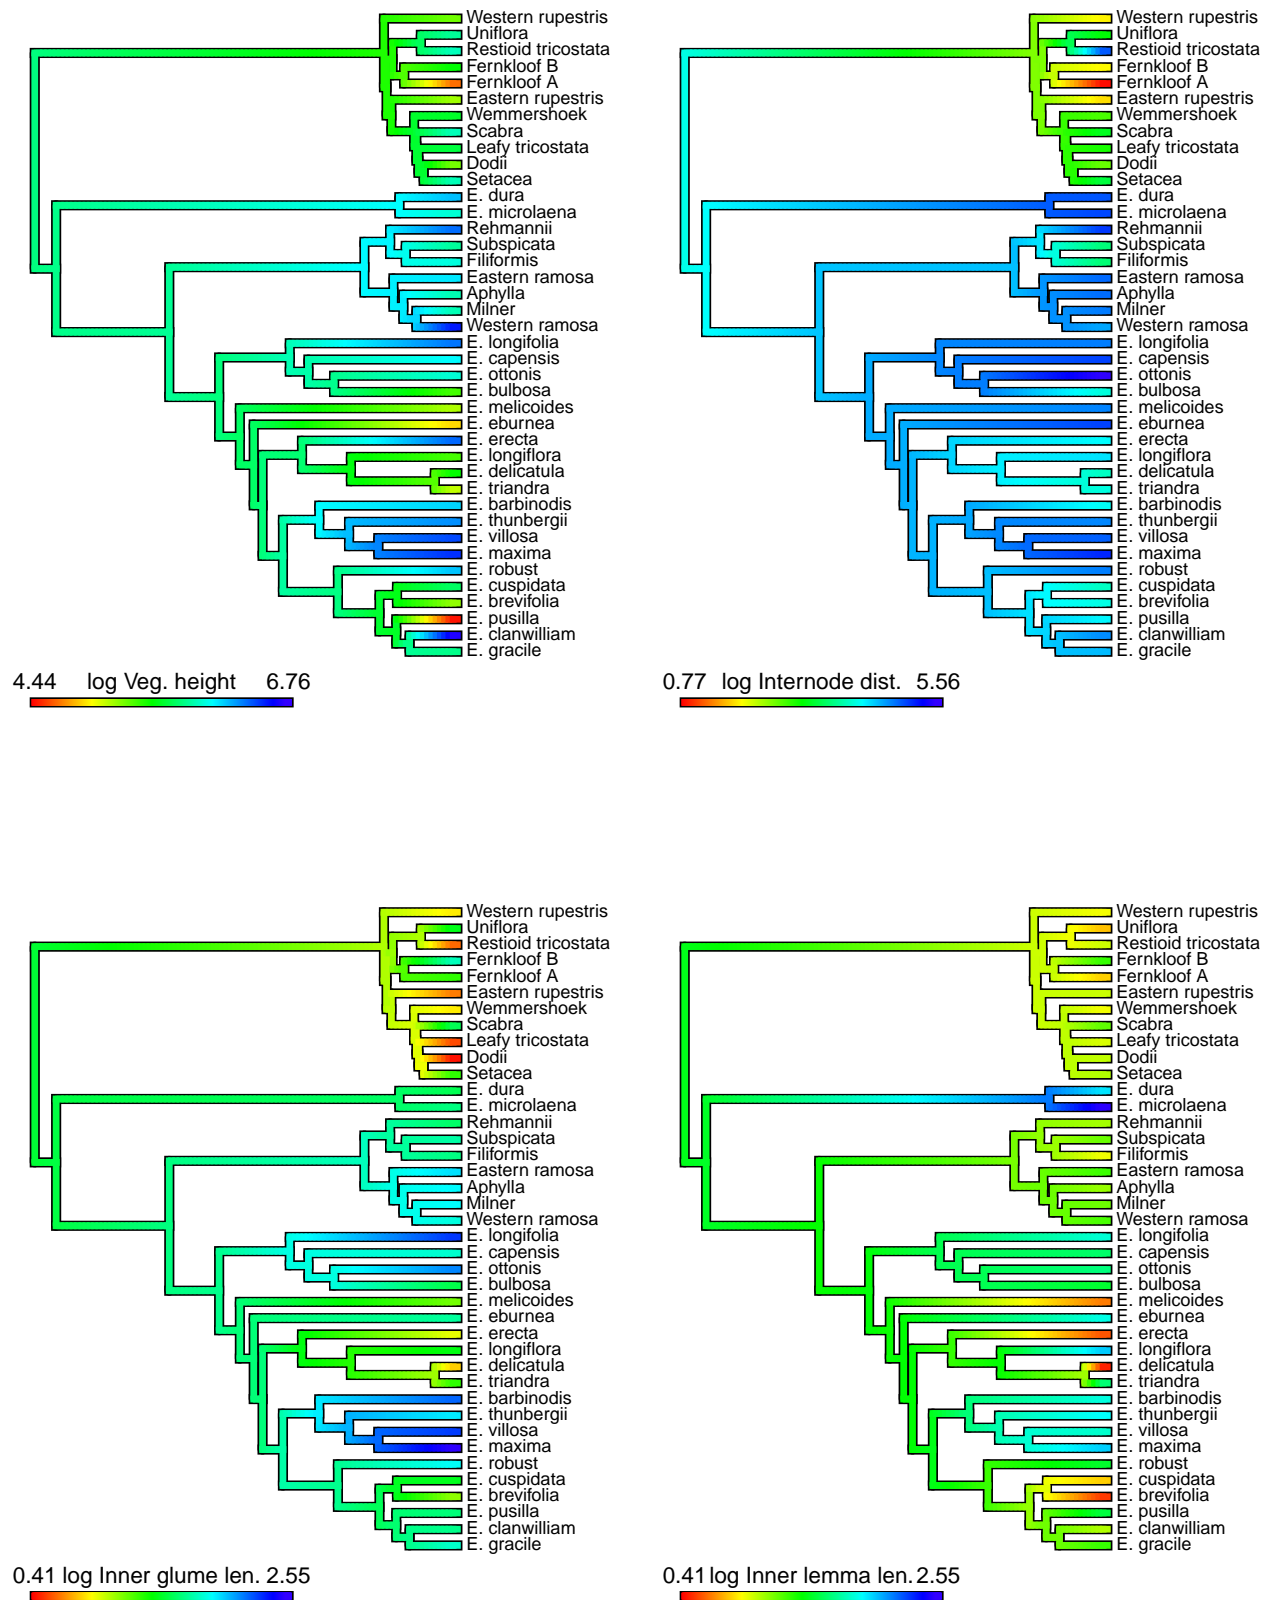 Western rupestris
Uniflora
Restioid tricostata
Fernkloof B
Fernkloof A
Eastern rupestris
Wemmershoek
Scabra
Leafy tricostata
Dodii
Setacea
E. dura
E. microlaena
Rehmannii
Subspicata
Filiformis
Eastern ramosa
Aphylla
Milner
Western ramosa
E. longifolia
E. capensis
E. ottonis
E. bulbosa
E. melicoides
E. eburnea
E. erecta
E. longiflora
E. delicatula
E. triandra
E. barbinodis
E. thunbergii
E. villosa
E. maxima
E. robust
E. cuspidata
E. brevifolia
E. pusilla
E. clanwilliam
E. gracile
4.44 log Veg. height 6.76
Western rupestris
Uniflora
Restioid tricostata
Fernkloof B
Fernkloof A
Eastern rupestris
Wemmershoek
Scabra
Leafy tricostata
Dodii
Setacea
E. dura
E. microlaena
Rehmannii
Subspicata
Filiformis
Eastern ramosa
Aphylla
Milner
Western ramosa
E. longifolia
E. capensis
E. ottonis
E. bulbosa
E. melicoides
E. eburnea
E. erecta
E. longiflora
E. delicatula
E. triandra
E. barbinodis
E. thunbergii
E. villosa
E. maxima
E. robust
E. cuspidata
E. brevifolia
E. pusilla
E. clanwilliam
E. gracile
0.77 log Internode dist. 5.56
Western rupestris
Uniflora
Restioid tricostata
Fernkloof B
Fernkloof A
Eastern rupestris
Wemmershoek
Scabra
Leafy tricostata
Dodii
Setacea
E. dura
E. microlaena
Rehmannii
Subspicata
Filiformis
Eastern ramosa
Aphylla
Milner
Western ramosa
E. longifolia
E. capensis
E. ottonis
E. bulbosa
E. melicoides
E. eburnea
E. erecta
E. longiflora
E. delicatula
E. triandra
E. barbinodis
E. thunbergii
E. villosa
E. maxima
E. robust
E. cuspidata
E. brevifolia
E. pusilla
E. clanwilliam
E. gracile
0.41 log Inner glume len. 2.55
Western rupestris
Uniflora
Restioid tricostata
Fernkloof B
Fernkloof A
Eastern rupestris
Wemmershoek
Scabra
Leafy tricostata
Dodii
Setacea
E. dura
E. microlaena
Rehmannii
Subspicata
Filiformis
Eastern ramosa
Aphylla
Milner
Western ramosa
E. longifolia
E. capensis
E. ottonis
E. bulbosa
E. melicoides
E. eburnea
E. erecta
E. longiflora
E. delicatula
E. triandra
E. barbinodis
E. thunbergii
E. villosa
E. maxima
E. robust
E. cuspidata
E. brevifolia
E. pusilla
E. clanwilliam
E. gracile
0.41 log Inner lemma len. 2.55